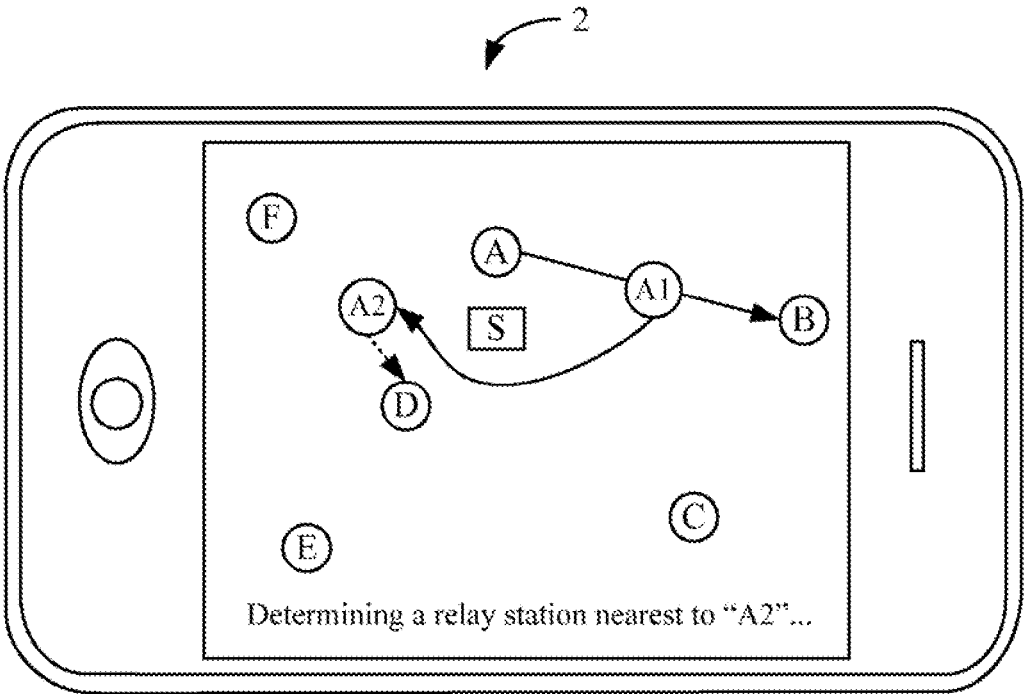 2
F
A
A1
A2
S
B
D
C
E
Determining a relay station nearest to “A2”...